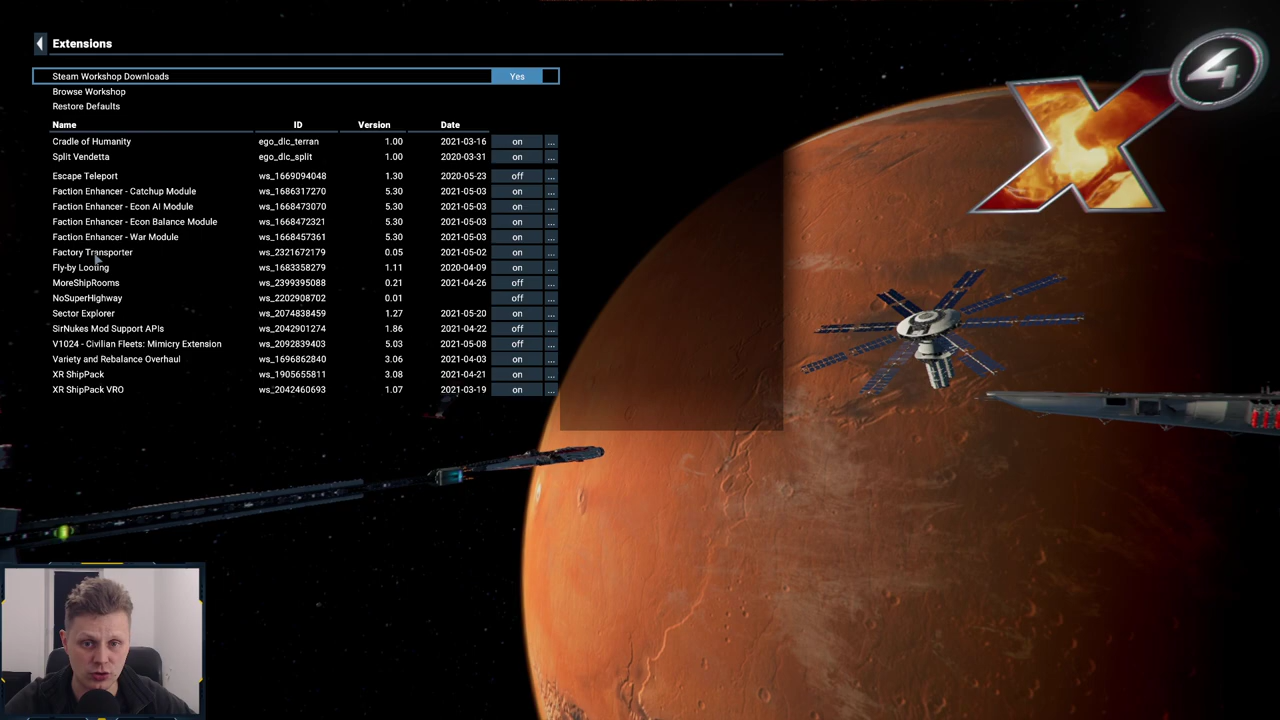 Extensions
Steam Workshop Downloads Yes
Browse Workshop
Restore Defaults
Name ID Version Date
Cradle of Humanity ego_dlc_terran 1.00 2021-03-16 on ...
Split Vendetta ego_dlc_split 1.00 2020-03-31 on ...
Escape Teleport ws_1669094048 1.30 2020-05-23 off ...
Faction Enhancer - Catchup Module ws_1686317270 5.30 2021-05-03 on ...
Faction Enhancer - Econ AI Module ws_1668473070 5.30 2021-05-03 on ...
Faction Enhancer - Econ Balance Module ws_1668472321 5.30 2021-05-03 on ...
Faction Enhancer - War Module ws_1668457361 5.30 2021-05-03 on ...
Factory Transporter ws_2321672179 0.05 2021-05-02 on ...
Fly-by Looting ws_1683358279 1.11 2020-04-09 on ...
MoreShipRooms ws_2399395088 0.21 2021-04-26 on ...
NoSuperHighway ws_2202908702 0.01 off ...
Sector Explorer ws_2074838459 1.27 2021-05-20 on ...
SirNukes Mod Support APIs ws_2042901274 1.86 2021-04-22 off ...
V1024 - Civilian Fleets: Mimicry Extension ws_2092839403 5.03 2021-05-08 off ...
Variety and Rebalance Overhaul ws_1696862840 3.06 2021-04-03 on ...
XR ShipPack ws_1905655811 3.08 2021-04-21 on ...
XR ShipPack VRO ws_2042460693 1.07 2021-03-19 on ...
X4